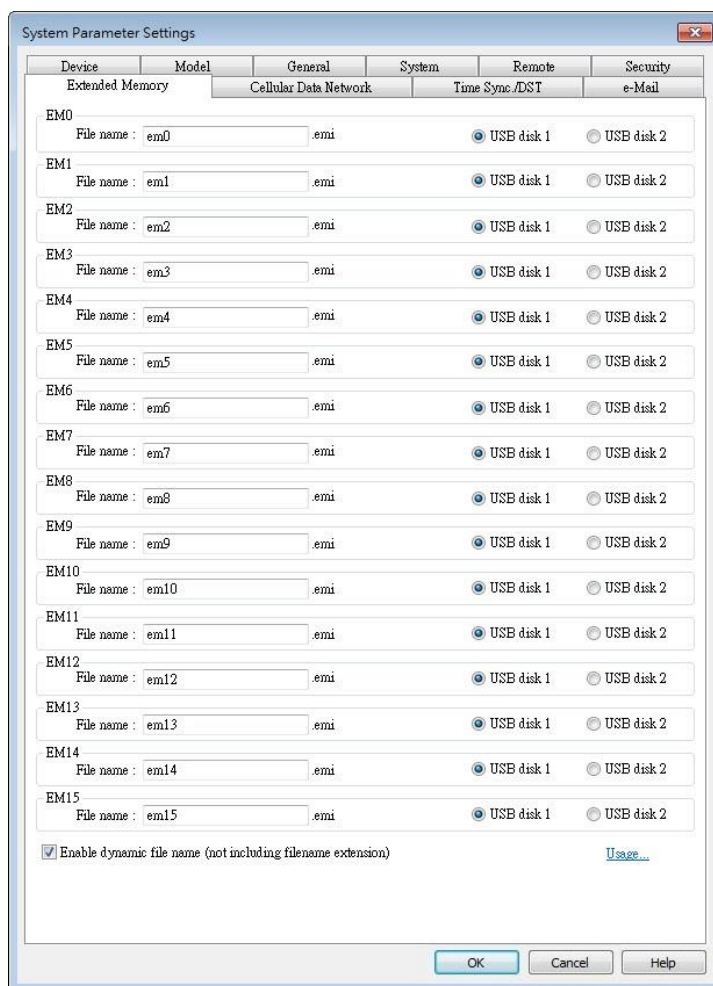 System Parameter Settings
Device Model General System Remote Security
Extended Memory Cellular Data Network Time Sync./DST e-Mail
EM0
File name : em0 .emi USB disk 1 USB disk 2
EM1
File name : em1 .emi USB disk 1 USB disk 2
EM2
File name : em2 .emi USB disk 1 USB disk 2
EM3
File name : em3 .emi USB disk 1 USB disk 2
EM4
File name : em4 .emi USB disk 1 USB disk 2
EM5
File name : em5 .emi USB disk 1 USB disk 2
EM6
File name : em6 .emi USB disk 1 USB disk 2
EM7
File name : em7 .emi USB disk 1 USB disk 2
EM8
File name : em8 .emi USB disk 1 USB disk 2
EM9
File name : em9 .emi USB disk 1 USB disk 2
EM10
File name : em10 .emi USB disk 1 USB disk 2
EM11
File name : em11 .emi USB disk 1 USB disk 2
EM12
File name : em12 .emi USB disk 1 USB disk 2
EM13
File name : em13 .emi USB disk 1 USB disk 2
EM14
File name : em14 .emi USB disk 1 USB disk 2
EM15
File name : em15 .emi USB disk 1 USB disk 2
Enable dynamic file name (not including filename extension) Usage...
OK Cancel Help